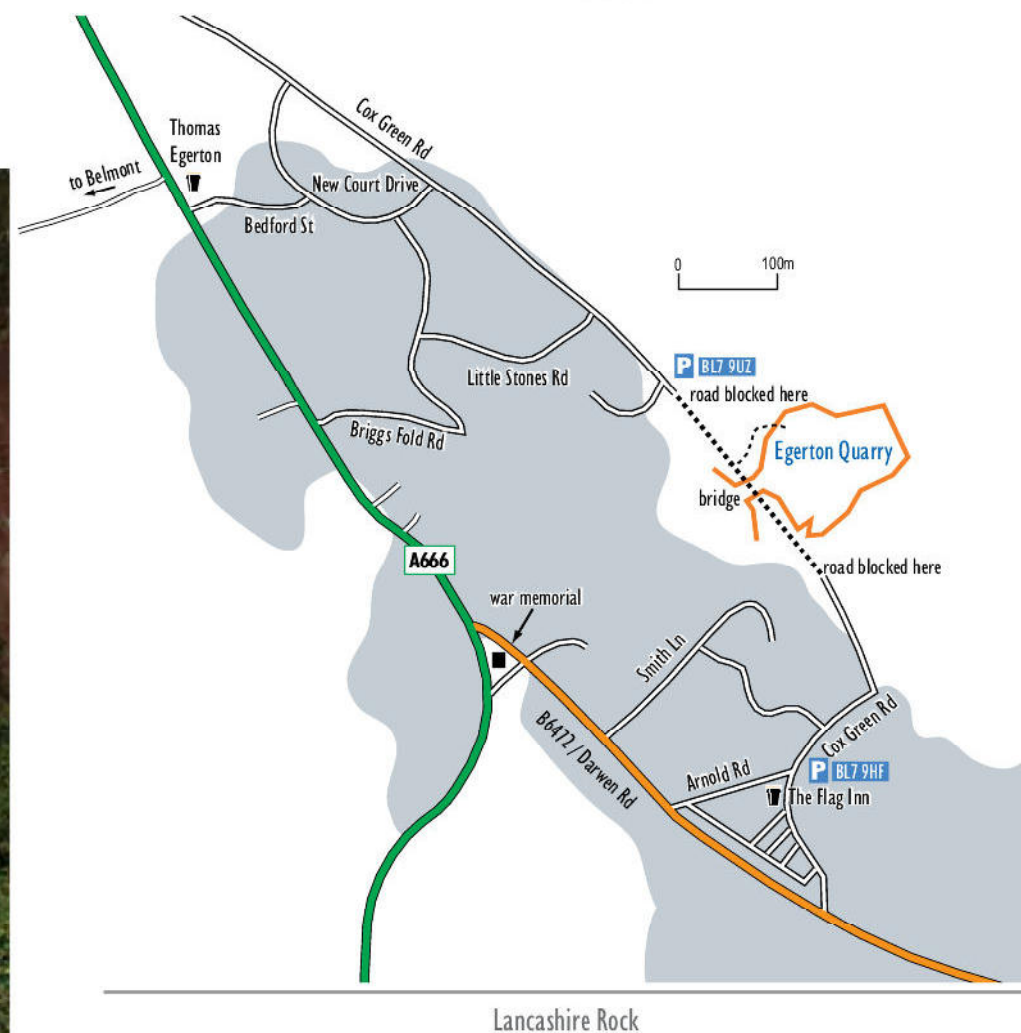 Cox Green Rd
Thomas
Egerton
to Belmont
New Court Drive
Bedford St
0 100m
P BL7 9UZ
road blocked here
Little Stones Rd
Briggs Fold Rd
Egerton Quarry
bridge
A666
road blocked here
war memorial
Smith Ln
Cox Green Rd
B6472 / Darwen Rd
P BL7 9HF
Arnold Rd
The Flag Inn
Lancashire Rock